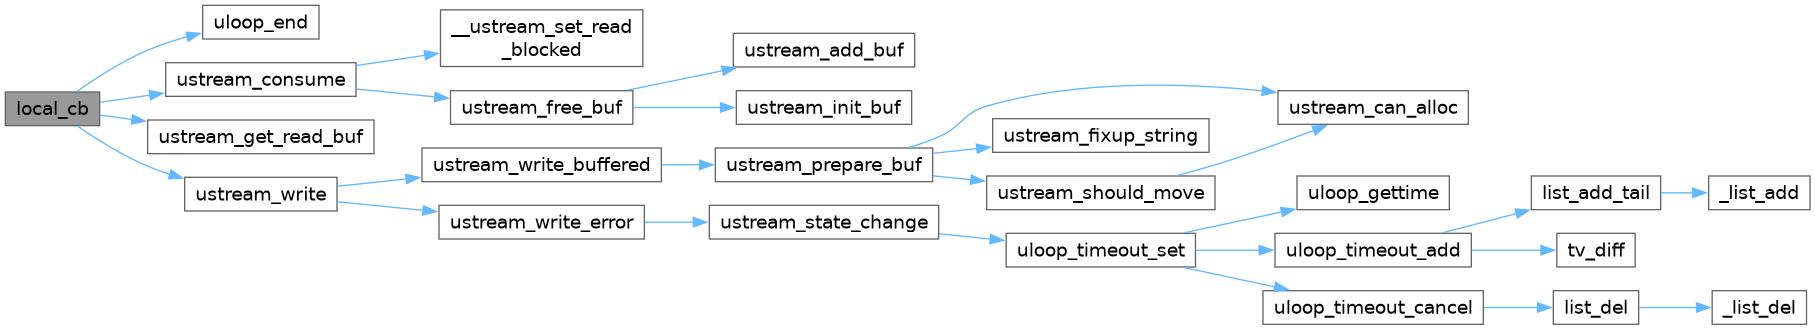 local_cb
uloop_end
ustream_consume
__ustream_set_read
_blocked
ustream_free_buf
ustream_add_buf
ustream_init_buf
ustream_get_read_buf
ustream_write
ustream_write_buffered
ustream_prepare_buf
ustream_can_alloc
ustream_fixup_string
ustream_should_move
ustream_write_error
ustream_state_change
uloop_timeout_set
uloop_gettime
uloop_timeout_add
list_add_tail
_list_add
tv_diff
uloop_timeout_cancel
list_del
_list_del